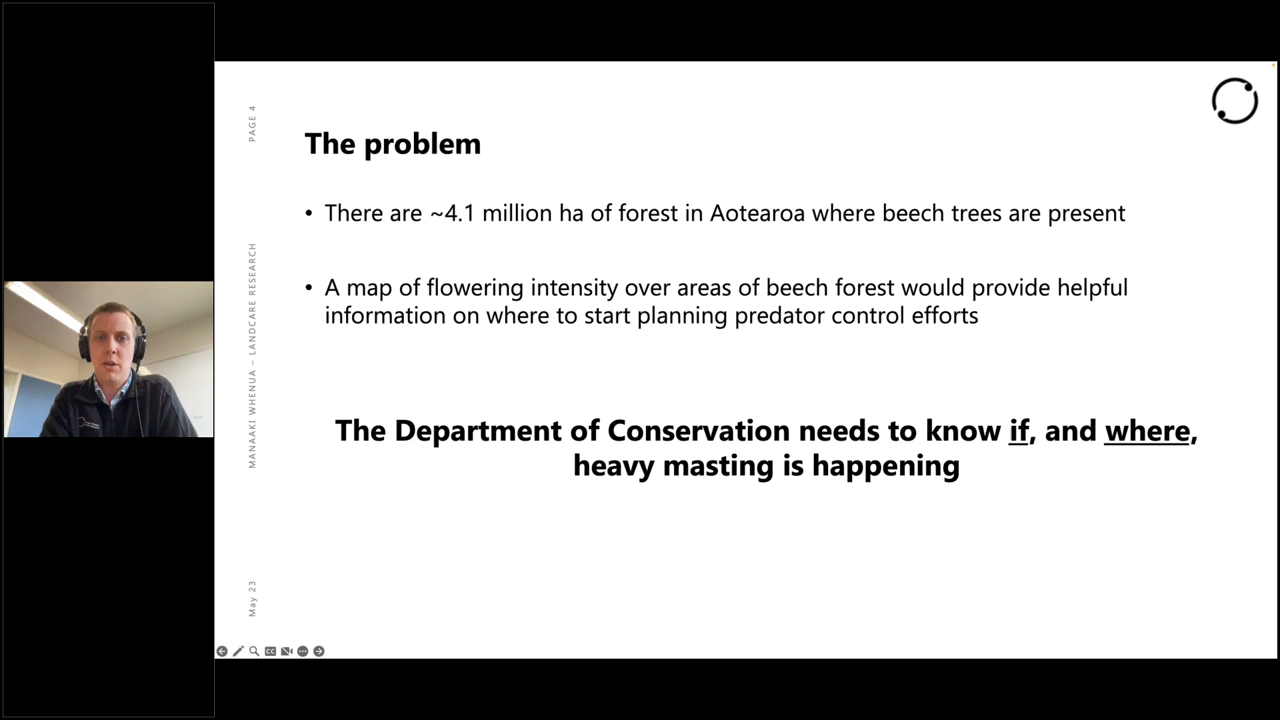 PAGE 4
The problem
• There are ~4.1 million ha of forest in Aotearoa where beech trees are present
• A map of flowering intensity over areas of beech forest would provide helpful
information on where to start planning predator control efforts
The Department of Conservation needs to know if, and where,
heavy masting is happening
MANAAKI WHENUA – LANDCARE RESEARCH
May 23
CC